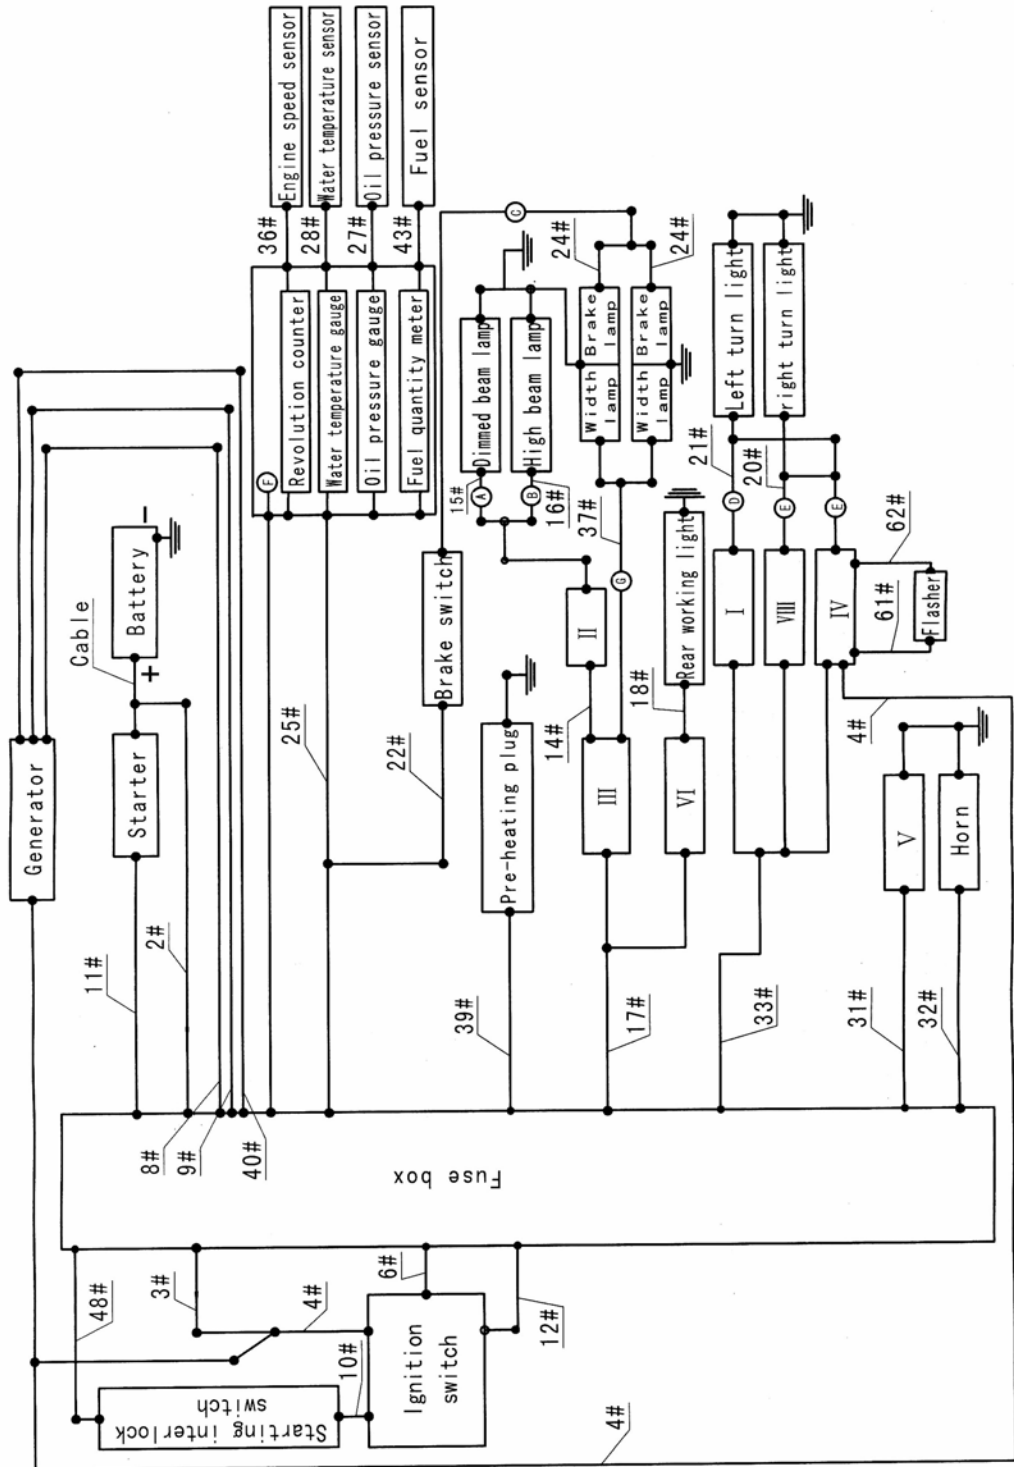 Engine speed sensor
Water temperature sensor
Oil pressure sensor
Fuel sensor
36#
28#
27#
43#
F
Revolution counter
Water temperature gauge
Oil pressure gauge
Fuel quantity meter
Generator
Battery
+
-
Cable
Starter
11#
2#
8#
9#
40#
25#
22#
Brake switch
C
24#
24#
Dimmed beam lamp
High beam lamp
15#
A
B
16#
Width lamp
Brake lamp
Width lamp
Brake lamp
37#
G
II
14#
III
Pre-heating plug
39#
17#
VI
18#
Rear working light
Left turn light
right turn light
21#
20#
D
E
E
I
VIII
IV
62#
61#
Flasher
4#
33#
V
Horn
31#
32#
Fuse box
48#
3#
4#
6#
12#
10#
Ignition
switch
Starting interlock
switch
4#